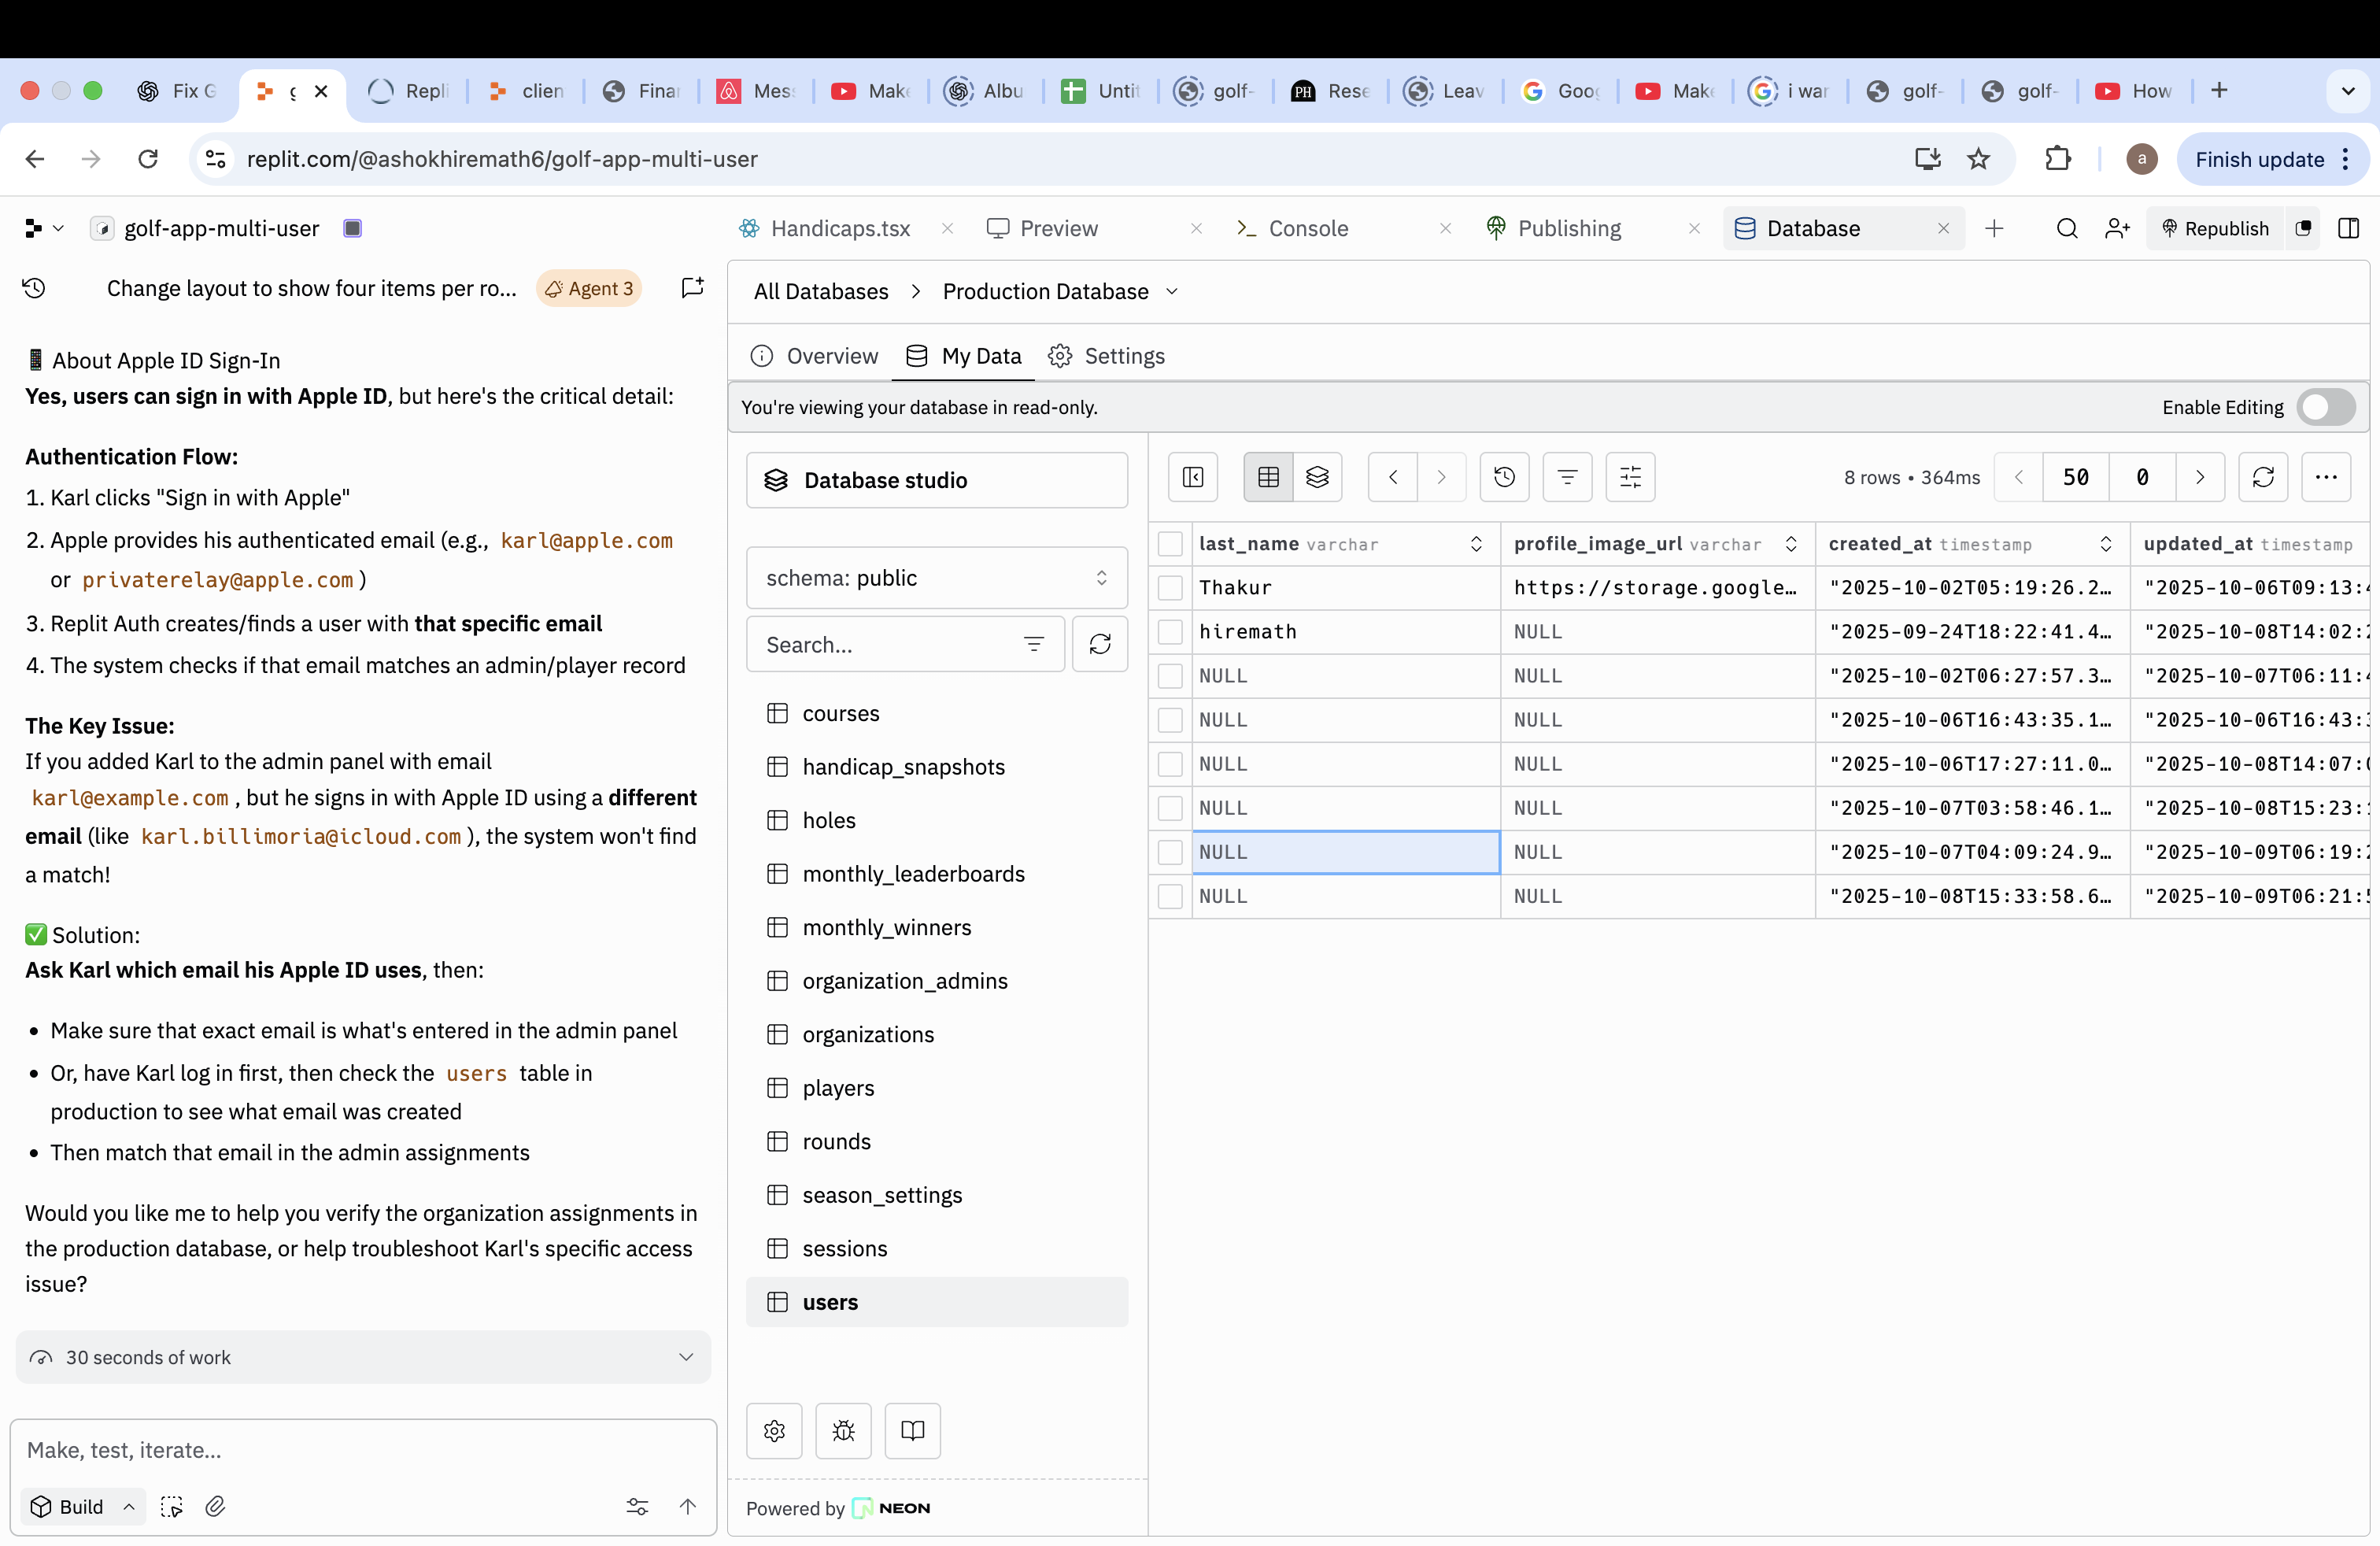 Fix G
g
Repli
clien
Finar
Mess
Make
Albu
Untit
golf-
PH
Rese
Leav
Goog
Make
i war
golf-
golf-
How
replit.com/@ashokhiremath6/golf-app-multi-user
a
Finish update
golf-app-multi-user
Handicaps.tsx
Preview
Console
Publishing
Database
Republish
Change layout to show four items per ro...
Agent 3
📱 About Apple ID Sign-In
Yes, users can sign in with Apple ID, but here's the critical detail:
Authentication Flow:
1. Karl clicks "Sign in with Apple"
2. Apple provides his authenticated email (e.g., karl@apple.com
or privaterelay@apple.com )
3. Replit Auth creates/finds a user with that specific email
4. The system checks if that email matches an admin/player record
The Key Issue:
If you added Karl to the admin panel with email
karl@example.com , but he signs in with Apple ID using a different
email (like karl.billimoria@icloud.com ), the system won't find
a match!
✅ Solution:
Ask Karl which email his Apple ID uses, then:
• Make sure that exact email is what's entered in the admin panel
• Or, have Karl log in first, then check the users table in
production to see what email was created
• Then match that email in the admin assignments
Would you like me to help you verify the organization assignments in
the production database, or help troubleshoot Karl's specific access
issue?
30 seconds of work
Make, test, iterate...
Build
All Databases > Production Database
Overview
My Data
Settings
You're viewing your database in read-only.
Enable Editing
Database studio
schema: public
Search...
courses
handicap_snapshots
holes
monthly_leaderboards
monthly_winners
organization_admins
organizations
players
rounds
season_settings
sessions
users
Powered by NEON
8 rows • 364ms
50
0
last_name varchar profile_image_url varchar created_at timestamp updated_at timestamp
Thakur https://storage.google… "2025-10-02T05:19:26.2… "2025-10-06T09:13:4
hiremath NULL "2025-09-24T18:22:41.4… "2025-10-08T14:02:2
NULL NULL "2025-10-02T06:27:57.3… "2025-10-07T06:11:4
NULL NULL "2025-10-06T16:43:35.1… "2025-10-06T16:43:3
NULL NULL "2025-10-06T17:27:11.0… "2025-10-08T14:07:0
NULL NULL "2025-10-07T03:58:46.1… "2025-10-08T15:23:1
NULL NULL "2025-10-07T04:09:24.9… "2025-10-09T06:19:2
NULL NULL "2025-10-08T15:33:58.6… "2025-10-09T06:21:5